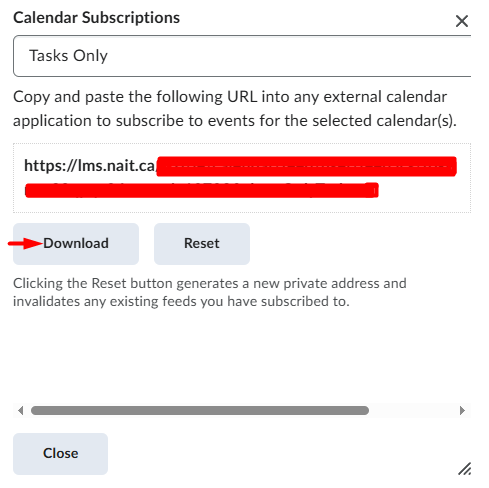 Calendar Subscriptions
Tasks Only
Copy and paste the following URL into any external calendar
application to subscribe to events for the selected calendar(s).
https://lms.nait.ca
Download Reset
Clicking the Reset button generates a new private address and
invalidates any existing feeds you have subscribed to.
Close